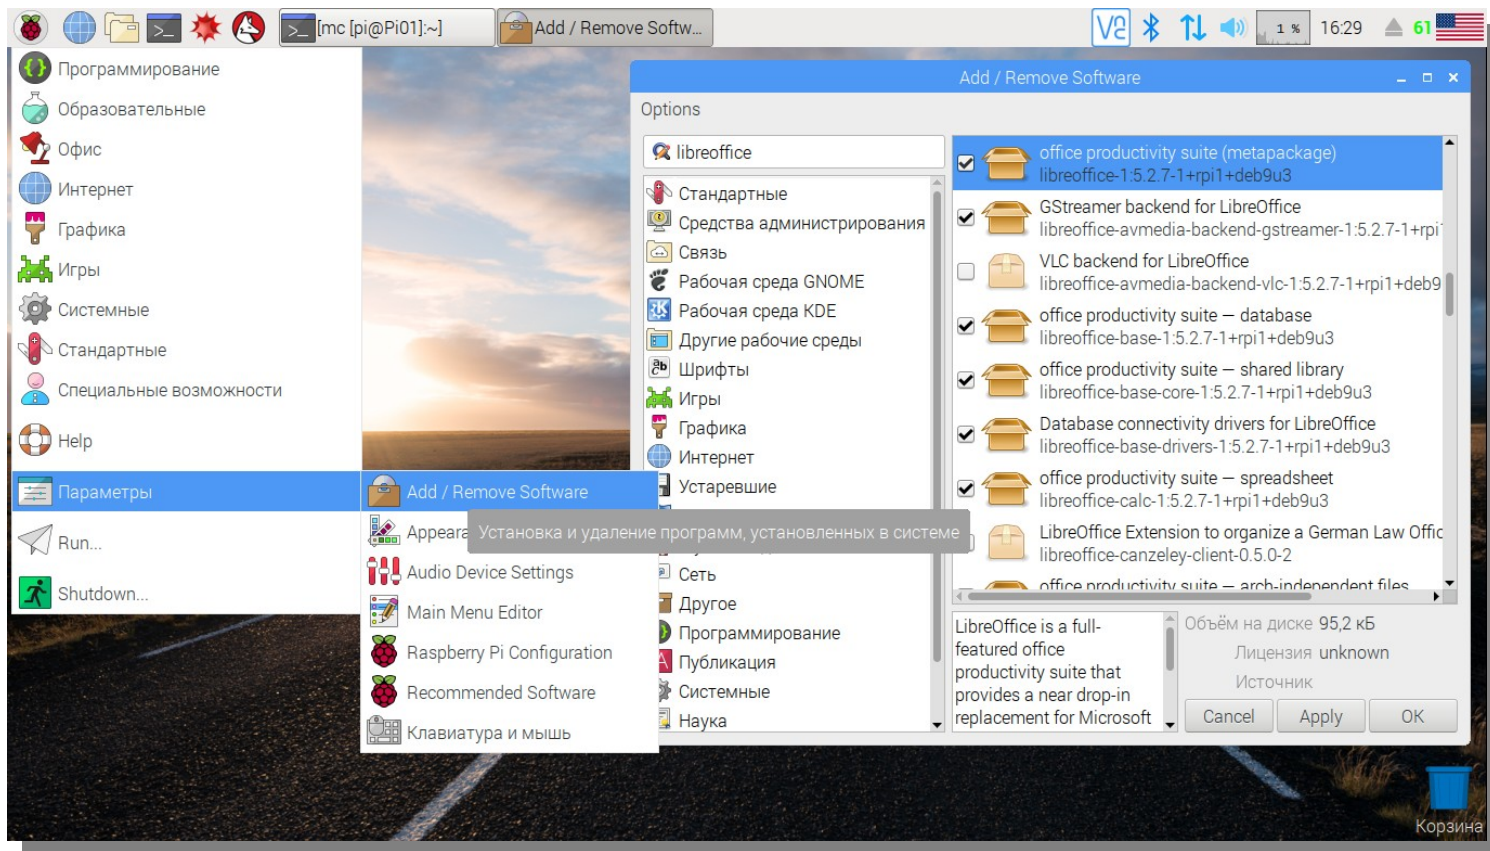 [mc [pi@Pi01]:~]
Add / Remove Softw...
1 %
16:29
61
Программирование
Образовательные
Офис
Интернет
Графика
Игры
Системные
Стандартные
Специальные возможности
Help
Параметры
Run...
Shutdown...
Add / Remove Software
Appeara
Установка и удаление программ, установленных в системе
Audio Device Settings
Main Menu Editor
Raspberry Pi Configuration
Recommended Software
Клавиатура и мышь
Add / Remove Software
Options
libreoffice
Стандартные
Средства администрирования
Связь
Рабочая среда GNOME
Рабочая среда KDE
Другие рабочие среды
Шрифты
Игры
Графика
Интернет
Устаревшие
Сеть
Другое
Программирование
Публикация
Системные
Наука
office productivity suite (metapackage)
libreoffice-1:5.2.7-1+rpi1+deb9u3
GStreamer backend for LibreOffice
libreoffice-avmedia-backend-gstreamer-1:5.2.7-1+rpi
VLC backend for LibreOffice
libreoffice-avmedia-backend-vlc-1:5.2.7-1+rpi1+deb9
office productivity suite – database
libreoffice-base-1:5.2.7-1+rpi1+deb9u3
office productivity suite – shared library
libreoffice-base-core-1:5.2.7-1+rpi1+deb9u3
Database connectivity drivers for LibreOffice
libreoffice-base-drivers-1:5.2.7-1+rpi1+deb9u3
office productivity suite – spreadsheet
libreoffice-calc-1:5.2.7-1+rpi1+deb9u3
LibreOffice Extension to organize a German Law Offic
libreoffice-canzeley-client-0.5.0-2
office productivity suite – arch-independent files
LibreOffice is a full-
featured office
productivity suite that
provides a near drop-in
replacement for Microsoft
Объём на диске 95,2 кБ
Лицензия unknown
Источник
Cancel
Apply
OK
Корзина